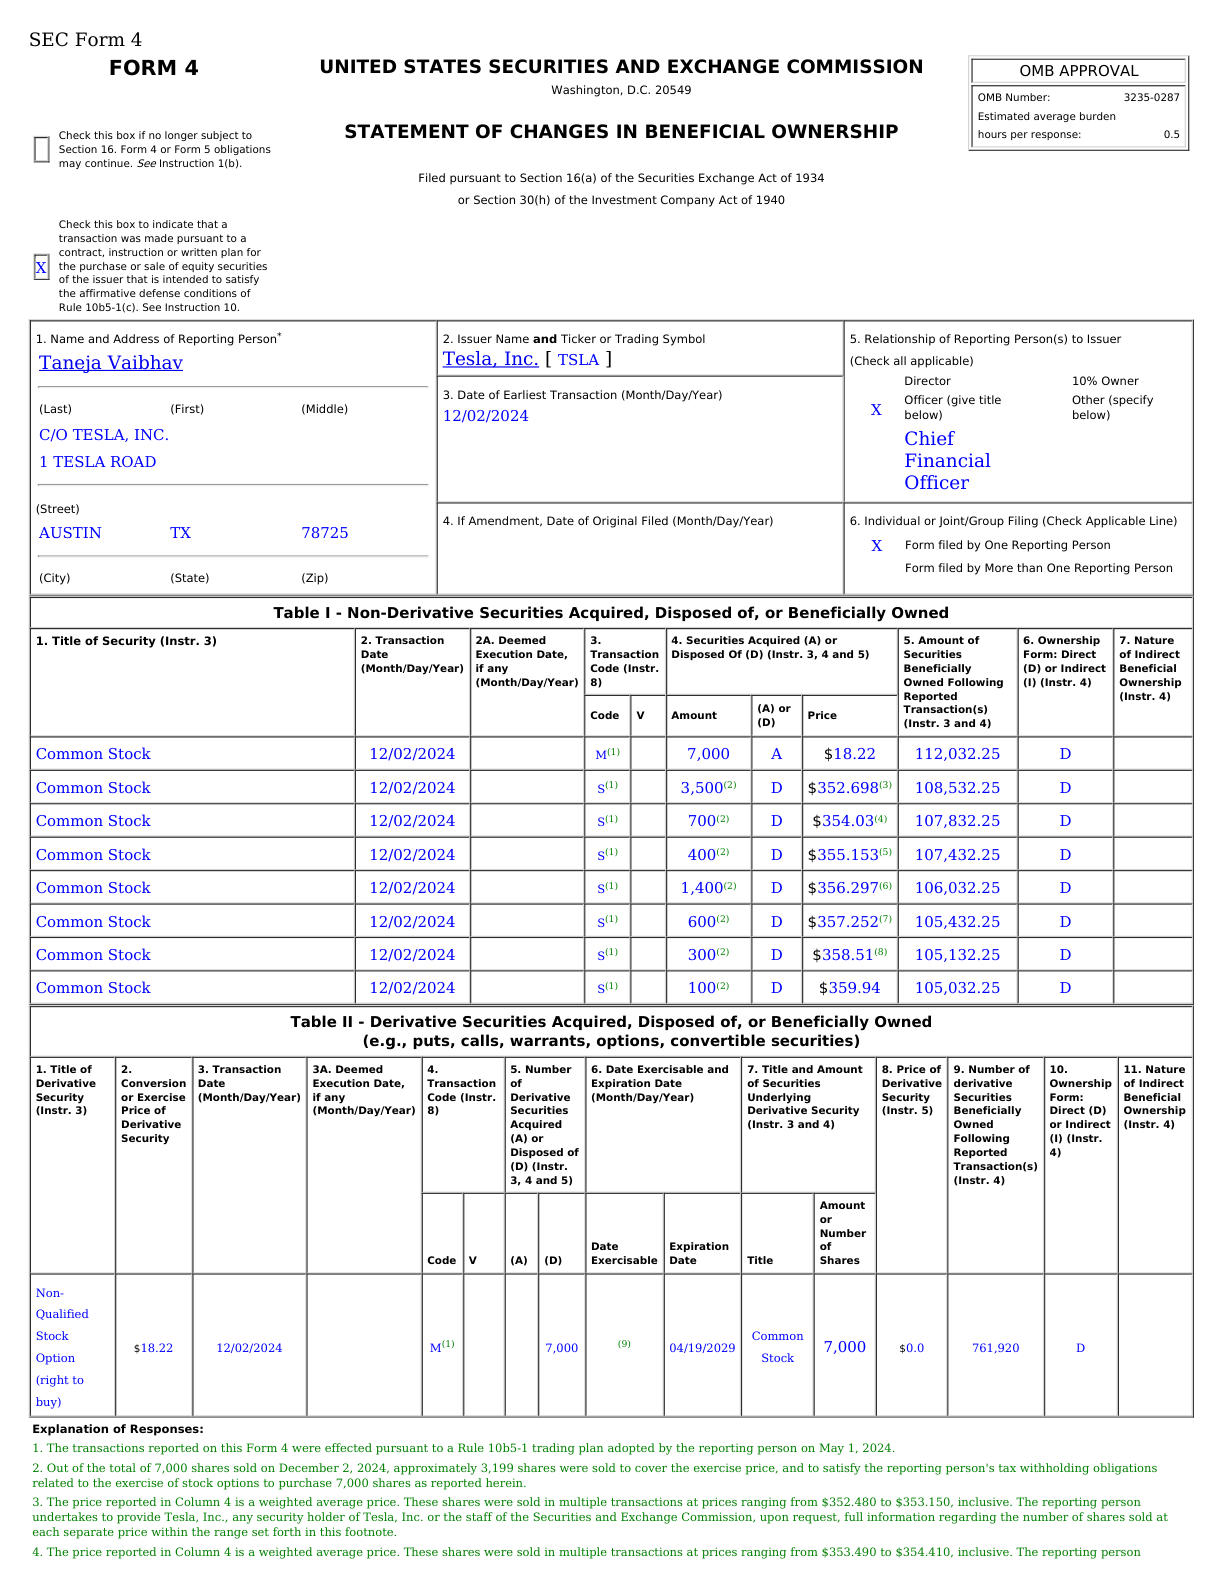 SEC Form 4
FORM 4
UNITED STATES SECURITIES AND EXCHANGE COMMISSION
Washington, D.C. 20549
STATEMENT OF CHANGES IN BENEFICIAL OWNERSHIP
Filed pursuant to Section 16(a) of the Securities Exchange Act of 1934
or Section 30(h) of the Investment Company Act of 1940
OMB APPROVAL
OMB Number: 3235-0287
Estimated average burden
hours per response: 0.5
Check this box if no longer subject to
Section 16. Form 4 or Form 5 obligations
may continue. See Instruction 1(b).
X
Check this box to indicate that a
transaction was made pursuant to a
contract, instruction or written plan for
the purchase or sale of equity securities
of the issuer that is intended to satisfy
the affirmative defense conditions of
Rule 10b5-1(c). See Instruction 10.
1. Name and Address of Reporting Person*
Taneja Vaibhav
(Last) (First) (Middle)
C/O TESLA, INC.
1 TESLA ROAD
(Street)
AUSTIN TX 78725
(City) (State) (Zip)
2. Issuer Name and Ticker or Trading Symbol
Tesla, Inc. [ TSLA ]
3. Date of Earliest Transaction (Month/Day/Year)
12/02/2024
4. If Amendment, Date of Original Filed (Month/Day/Year)
5. Relationship of Reporting Person(s) to Issuer
(Check all applicable)
Director 10% Owner
X Officer (give title below) Other (specify below)
Chief
Financial
Officer
6. Individual or Joint/Group Filing (Check Applicable Line)
X Form filed by One Reporting Person
Form filed by More than One Reporting Person
Table I - Non-Derivative Securities Acquired, Disposed of, or Beneficially Owned
1. Title of Security (Instr. 3)
2. Transaction Date (Month/Day/Year)
2A. Deemed Execution Date, if any (Month/Day/Year)
3. Transaction Code (Instr. 8)
4. Securities Acquired (A) or Disposed Of (D) (Instr. 3, 4 and 5)
5. Amount of Securities Beneficially Owned Following Reported Transaction(s) (Instr. 3 and 4)
6. Ownership Form: Direct (D) or Indirect (I) (Instr. 4)
7. Nature of Indirect Beneficial Ownership (Instr. 4)
Code V Amount (A) or (D) Price
Common Stock 12/02/2024 M(1) 7,000 A $18.22 112,032.25 D
Common Stock 12/02/2024 S(1) 3,500(2) D $352.698(3) 108,532.25 D
Common Stock 12/02/2024 S(1) 700(2) D $354.03(4) 107,832.25 D
Common Stock 12/02/2024 S(1) 400(2) D $355.153(5) 107,432.25 D
Common Stock 12/02/2024 S(1) 1,400(2) D $356.297(6) 106,032.25 D
Common Stock 12/02/2024 S(1) 600(2) D $357.252(7) 105,432.25 D
Common Stock 12/02/2024 S(1) 300(2) D $358.51(8) 105,132.25 D
Common Stock 12/02/2024 S(1) 100(2) D $359.94 105,032.25 D
Table II - Derivative Securities Acquired, Disposed of, or Beneficially Owned
(e.g., puts, calls, warrants, options, convertible securities)
1. Title of Derivative Security (Instr. 3)
2. Conversion or Exercise Price of Derivative Security
3. Transaction Date (Month/Day/Year)
3A. Deemed Execution Date, if any (Month/Day/Year)
4. Transaction Code (Instr. 8)
5. Number of Derivative Securities Acquired (A) or Disposed of (D) (Instr. 3, 4 and 5)
6. Date Exercisable and Expiration Date (Month/Day/Year)
7. Title and Amount of Securities Underlying Derivative Security (Instr. 3 and 4)
8. Price of Derivative Security (Instr. 5)
9. Number of derivative Securities Beneficially Owned Following Reported Transaction(s) (Instr. 4)
10. Ownership Form: Direct (D) or Indirect (I) (Instr. 4)
11. Nature of Indirect Beneficial Ownership (Instr. 4)
Code V (A) (D) Date Exercisable Expiration Date Title Amount or Number of Shares
Non-Qualified Stock Option (right to buy) $18.22 12/02/2024 M(1) 7,000 (9) 04/19/2029 Common Stock 7,000 $0.0 761,920 D
Explanation of Responses:
1. The transactions reported on this Form 4 were effected pursuant to a Rule 10b5-1 trading plan adopted by the reporting person on May 1, 2024.
2. Out of the total of 7,000 shares sold on December 2, 2024, approximately 3,199 shares were sold to cover the exercise price, and to satisfy the reporting person's tax withholding obligations
related to the exercise of stock options to purchase 7,000 shares as reported herein.
3. The price reported in Column 4 is a weighted average price. These shares were sold in multiple transactions at prices ranging from $352.480 to $353.150, inclusive. The reporting person
undertakes to provide Tesla, Inc., any security holder of Tesla, Inc. or the staff of the Securities and Exchange Commission, upon request, full information regarding the number of shares sold at
each separate price within the range set forth in this footnote.
4. The price reported in Column 4 is a weighted average price. These shares were sold in multiple transactions at prices ranging from $353.490 to $354.410, inclusive. The reporting person